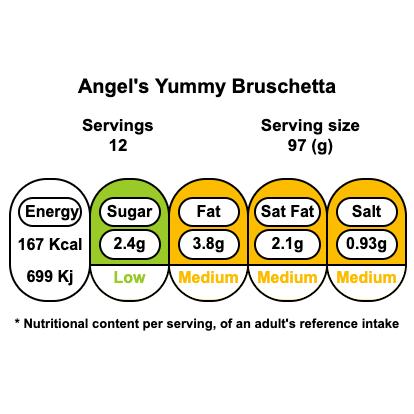 Angel's Yummy Bruschetta
Servings
12
Serving size
97 (g)
Energy
167 Kcal
699 Kj
Sugar
2.4g
Low
Fat
3.8g
Medium
Sat Fat
2.1g
Medium
Salt
0.93g
Medium
* Nutritional content per serving, of an adult's reference intake